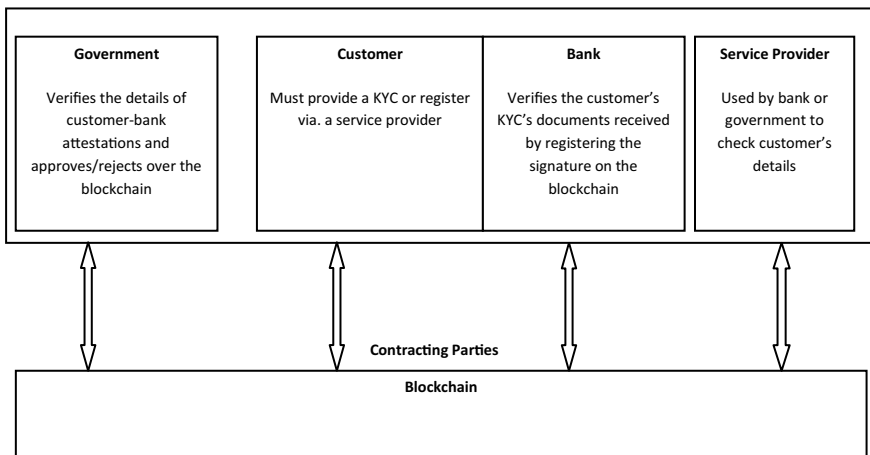 Government
Verifies the details of
customer-bank
attestations and
approves/rejects over the
blockchain
Customer
Must provide a KYC or register
via. a service provider
Bank
Verifies the customer's
KYC's documents received
by registering the
signature on the
blockchain
Service Provider
Used by bank or
government to
check customer's
details
Contracting Parties
Blockchain